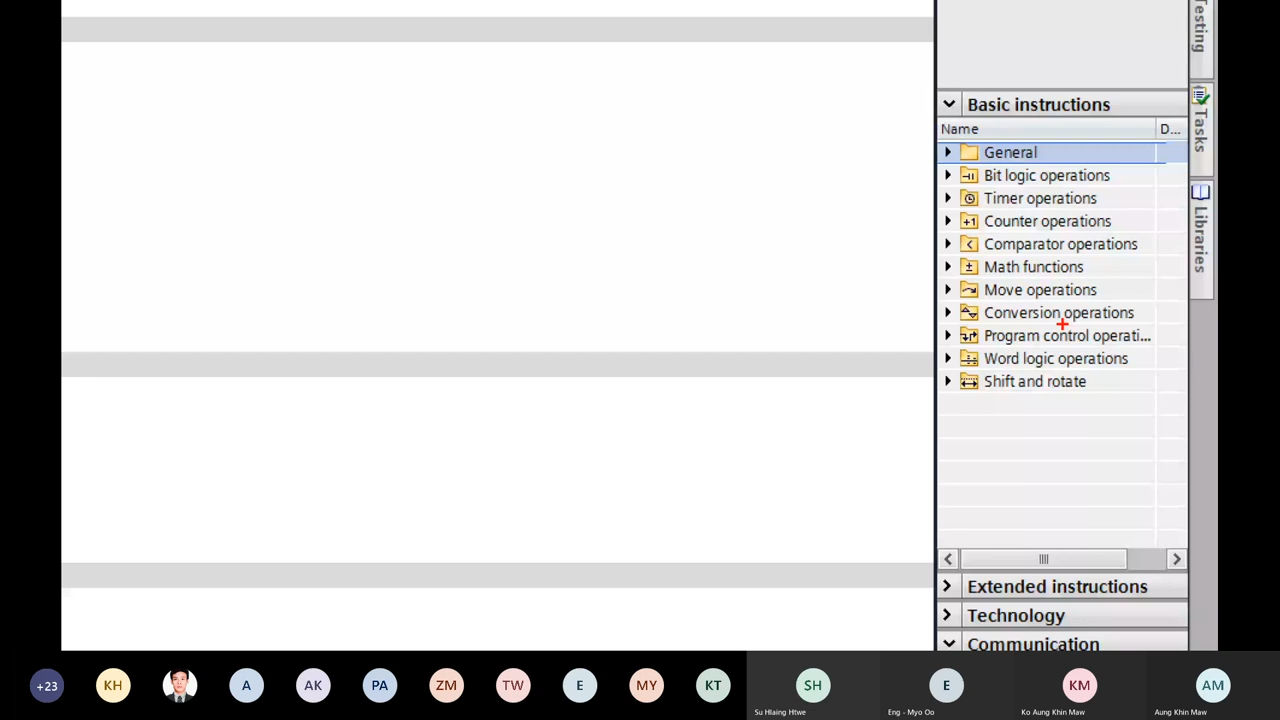 Testing
Basic instructions
Name D...
General
Bit logic operations
Timer operations
Counter operations
Comparator operations
Math functions
Move operations
Conversion operations
Program control operati...
Word logic operations
Shift and rotate
Tasks
Libraries
Extended instructions
Technology
Communication
+23 KH A AK PA ZM TW E MY KT SH E KM AM
Su Hlaing Htwe Eng - Myo Oo Ko Aung Khin Maw Aung Khin Maw